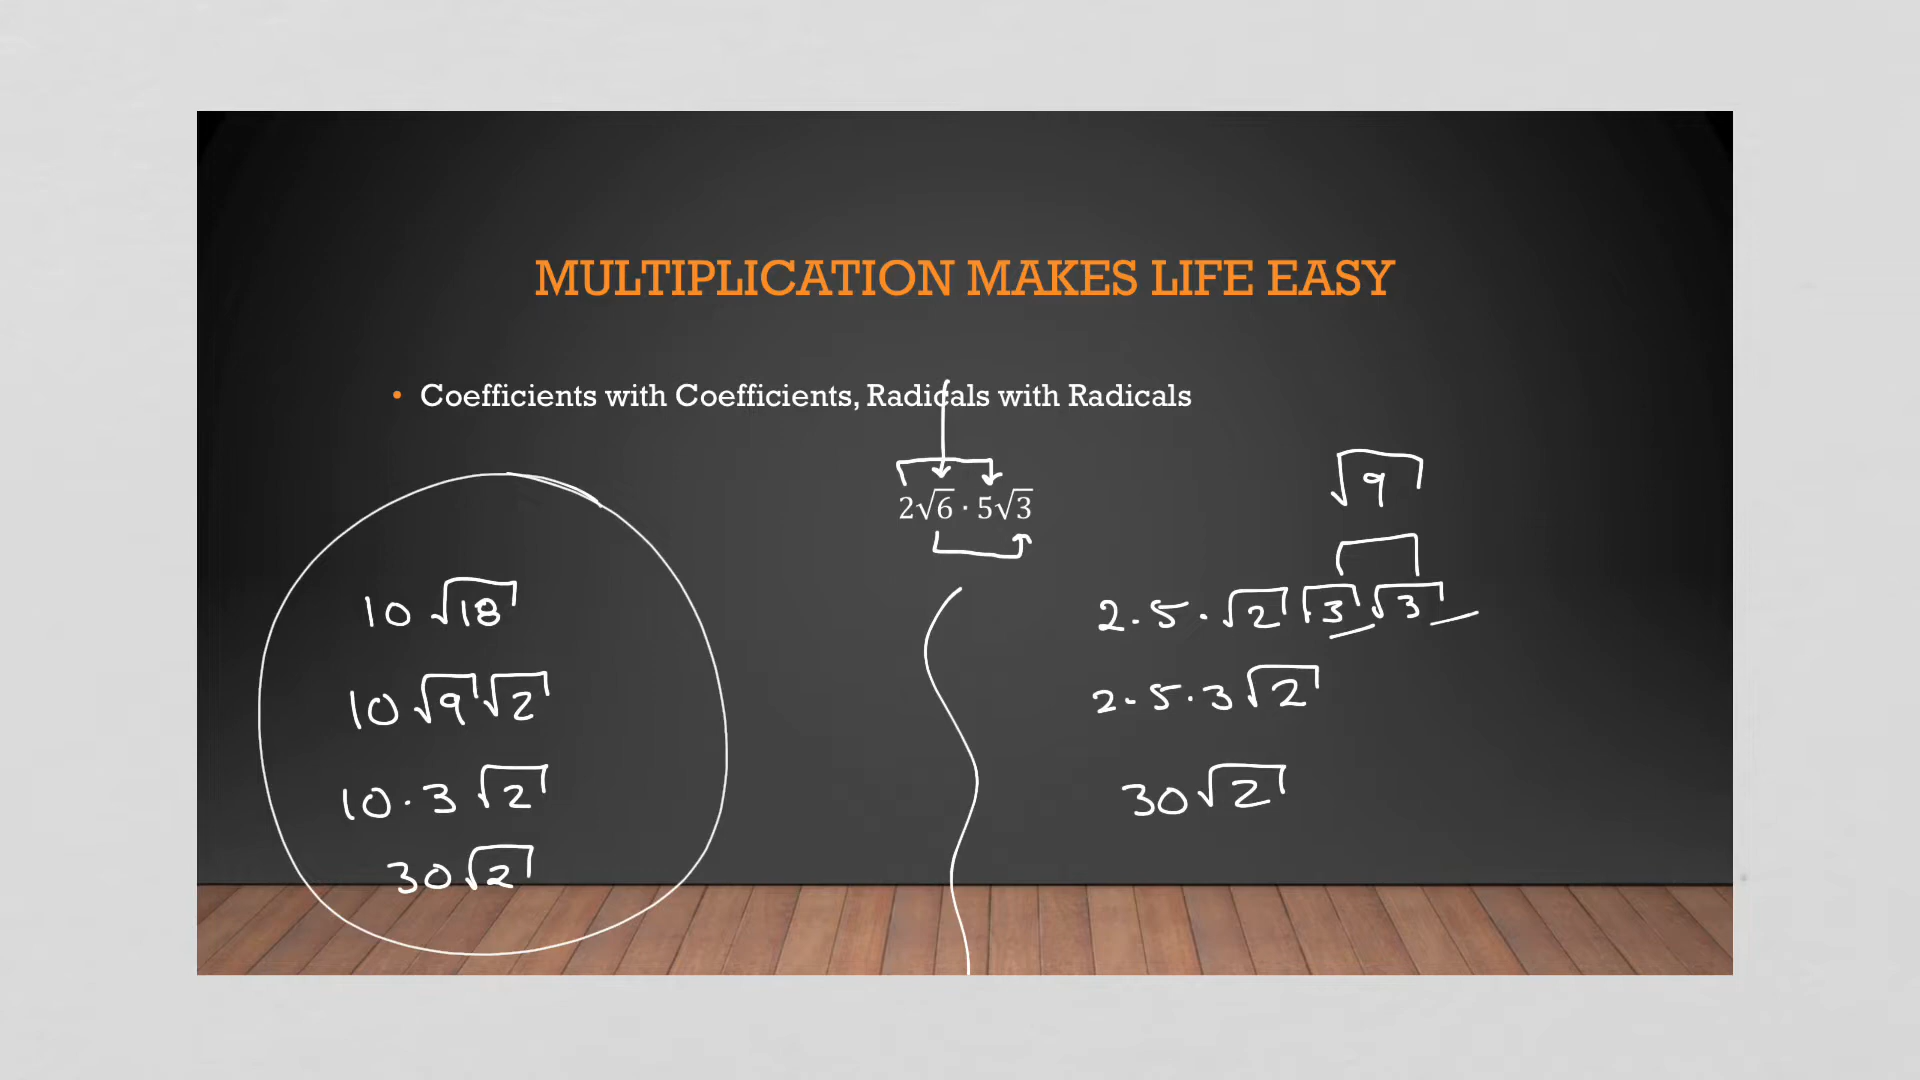 MULTIPLICATION MAKES LIFE EASY
• Coefficients with Coefficients, Radicals with Radicals
2√6 · 5√3
10 √18
10 √9 √2
10 · 3 √2
30 √2
√9
2 · 5 · √2 √3 √3
2 · 5 · 3 √2
30 √2